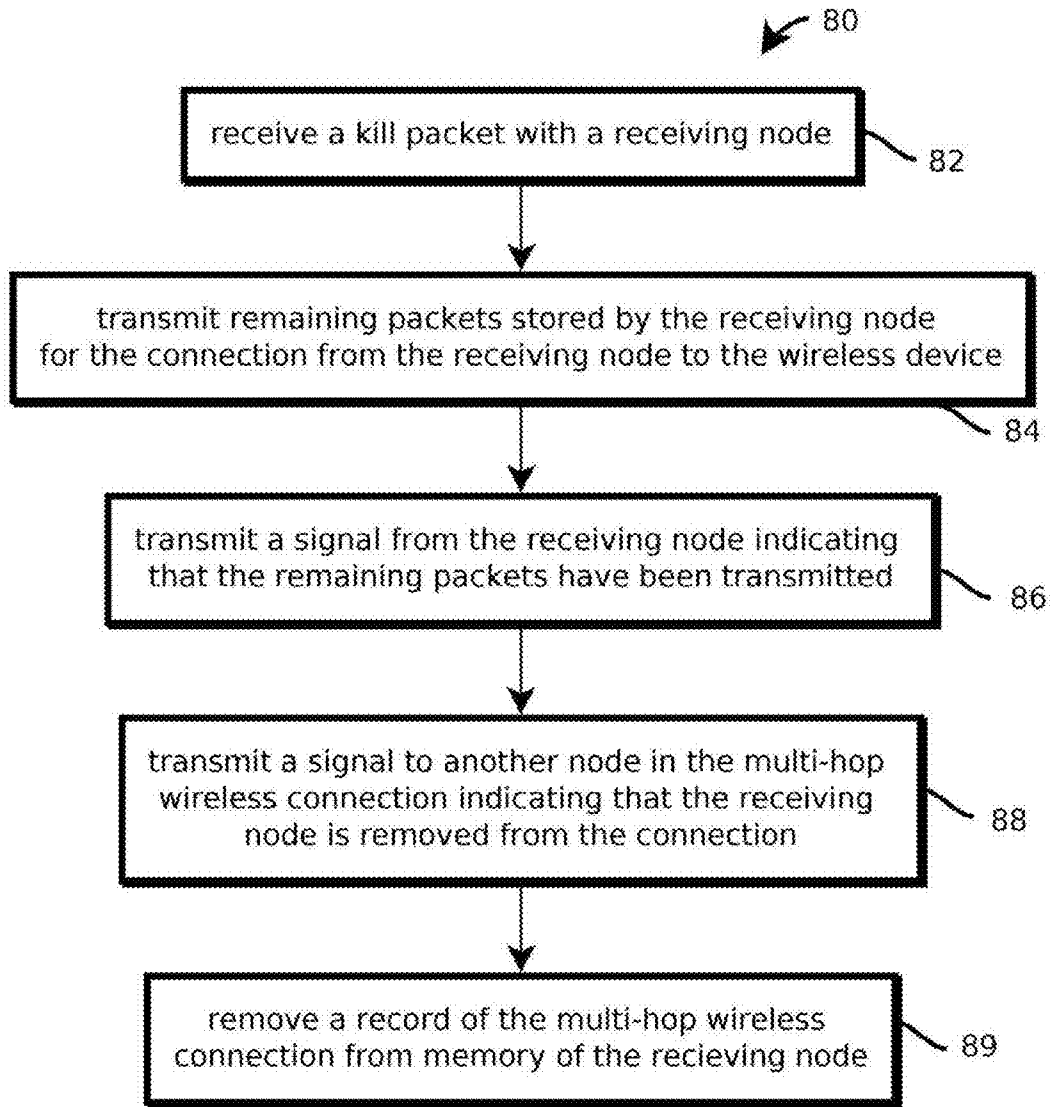 80
receive a kill packet with a receiving node
82
transmit remaining packets stored by the receiving node
for the connection from the receiving node to the wireless device
84
transmit a signal from the receiving node indicating
that the remaining packets have been transmitted
86
transmit a signal to another node in the multi-hop
wireless connection indicating that the receiving
node is removed from the connection
88
remove a record of the multi-hop wireless
connection from memory of the recieving node
89